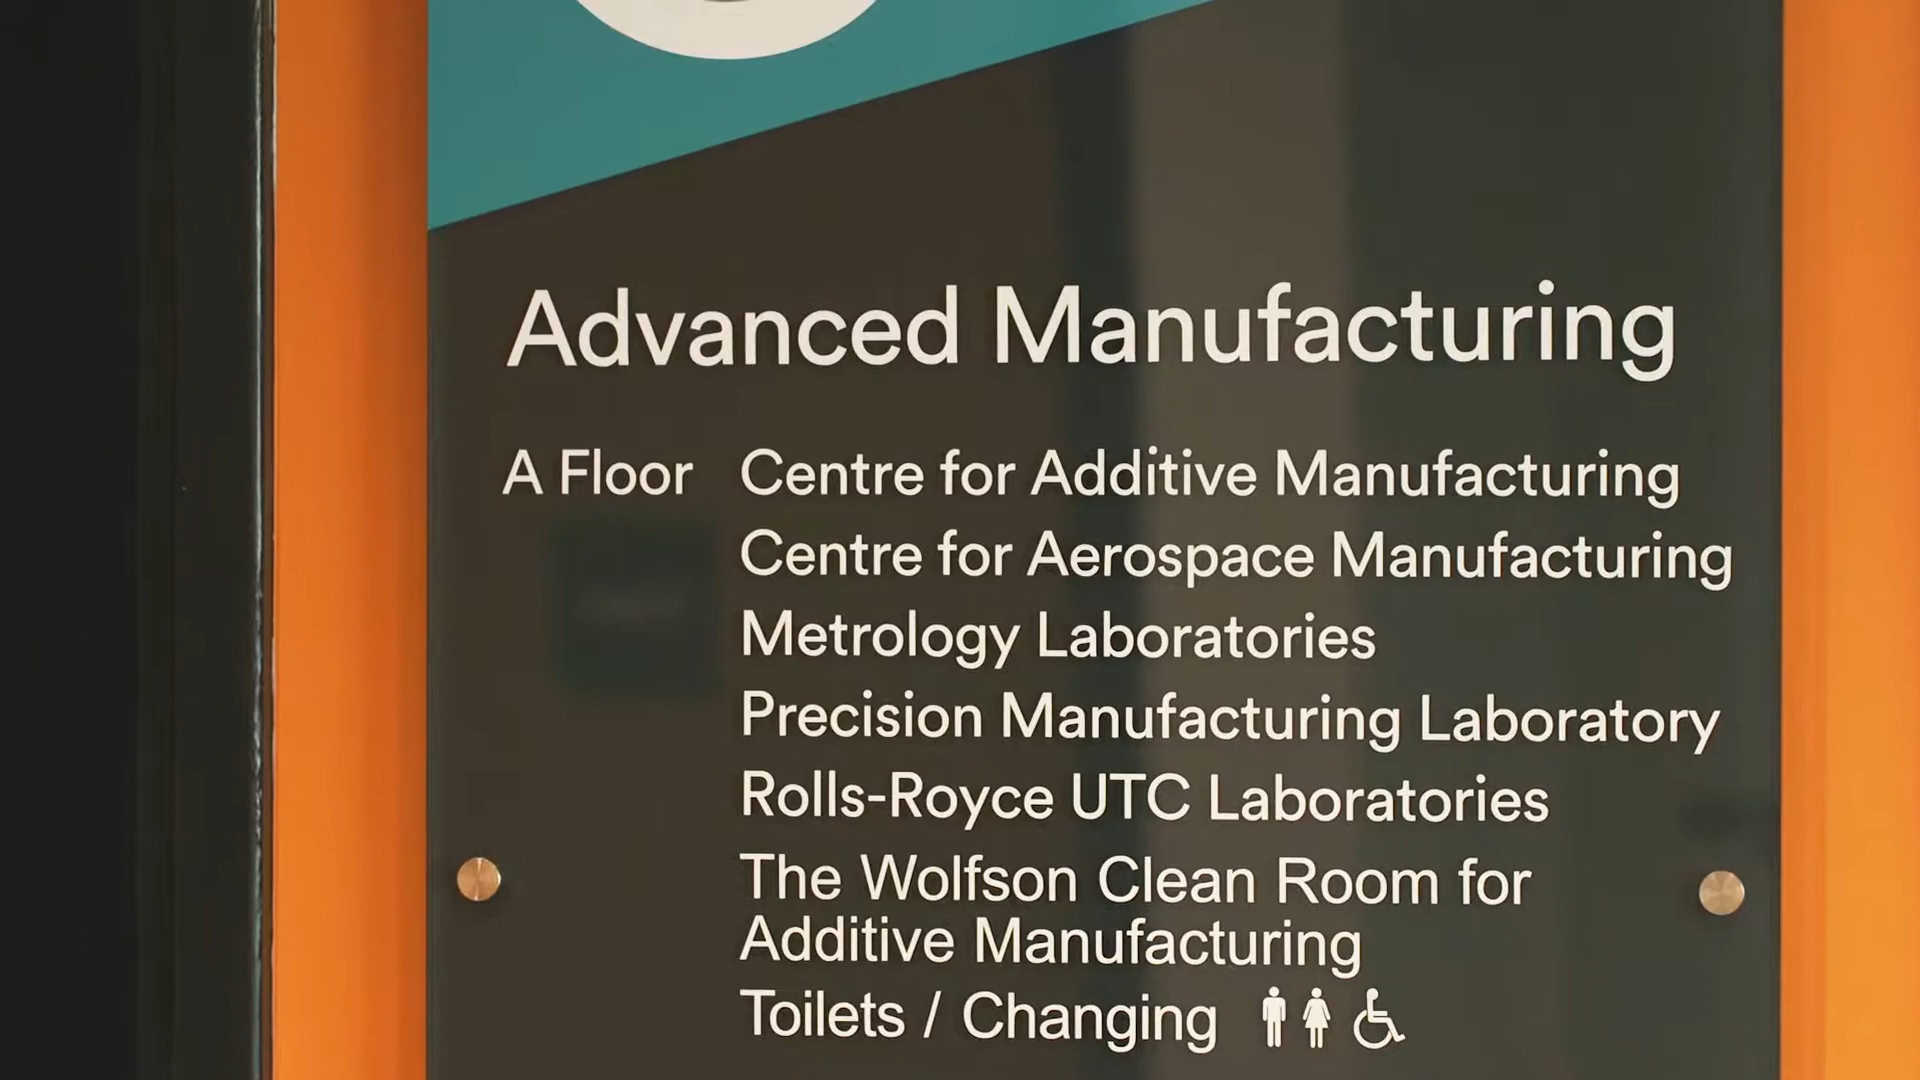 Advanced Manufacturing
A Floor Centre for Additive Manufacturing
Centre for Aerospace Manufacturing
Metrology Laboratories
Precision Manufacturing Laboratory
Rolls-Royce UTC Laboratories
The Wolfson Clean Room for
Additive Manufacturing
Toilets / Changing